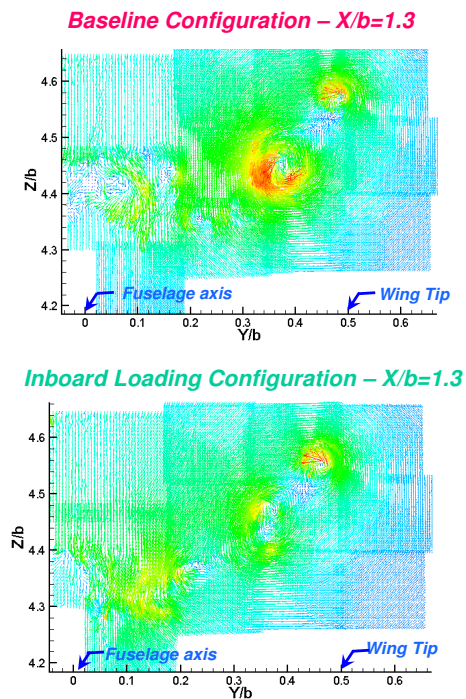 Baseline Configuration – X/b=1.3
4.6
4.5
4.4
4.3
4.2
Z/b
Fuselage axis
Wing Tip
0 0.1 0.2 0.3 0.4 0.5 0.6
Y/b
Inboard Loading Configuration – X/b=1.3
4.6
4.5
4.4
4.3
4.2
Z/b
Fuselage axis
Wing Tip
0 0.1 0.2 0.3 0.4 0.5 0.6
Y/b